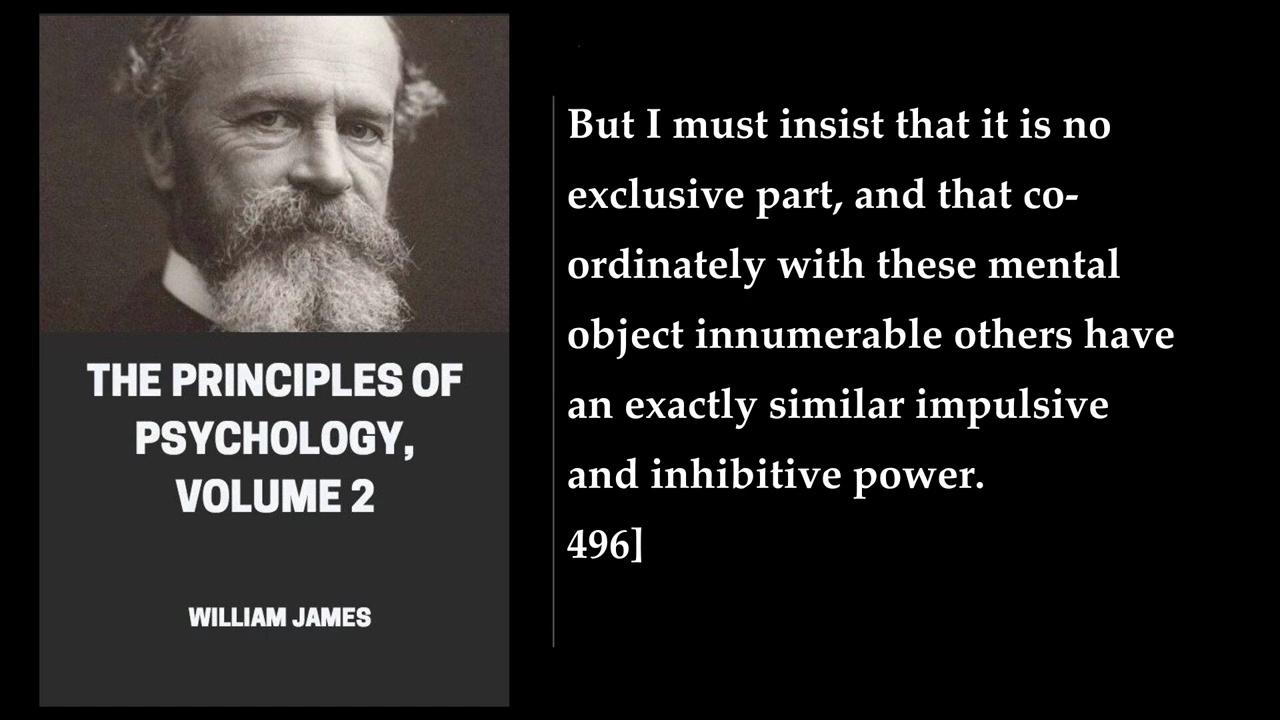 THE PRINCIPLES OF
PSYCHOLOGY,
VOLUME 2
WILLIAM JAMES
But I must insist that it is no
exclusive part, and that co-
ordinately with these mental
object innumerable others have
an exactly similar impulsive
and inhibitive power.
496]